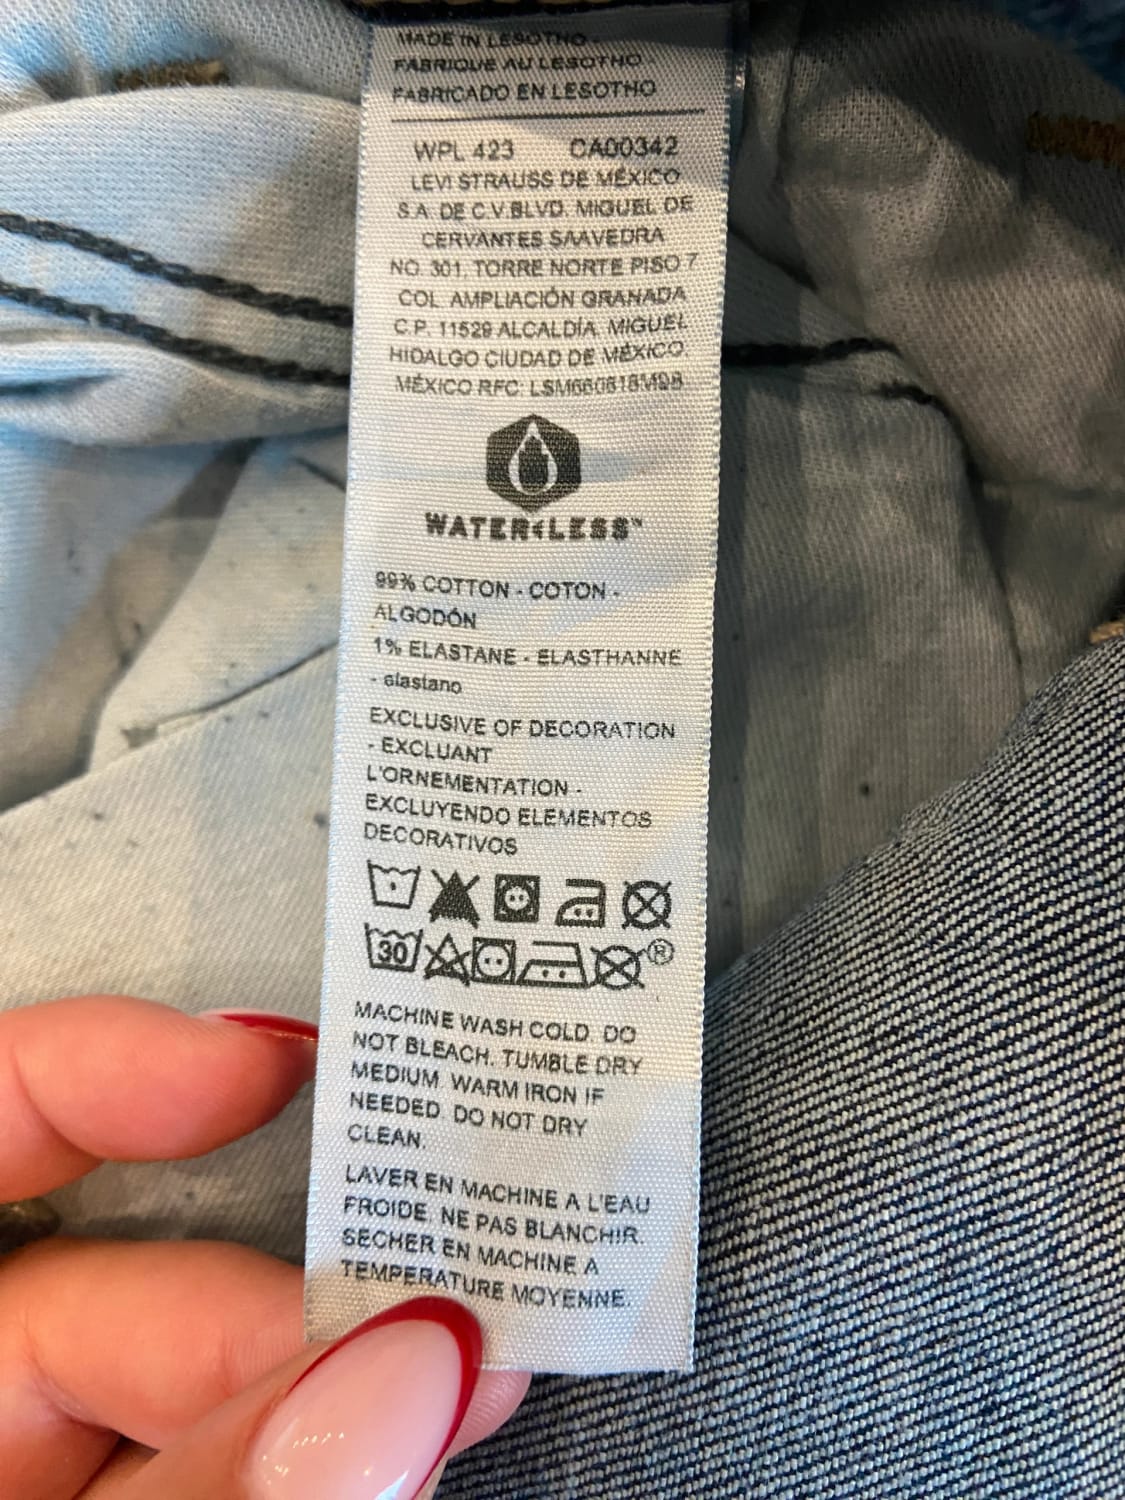 MADE IN LESOTHO -
FABRIQUE AU LESOTHO -
FABRICADO EN LESOTHO
WPL 423 CA00342
LEVI STRAUSS DE MÉXICO
S.A. DE C.V.BLVD. MIGUEL DE
CERVANTES SAAVEDRA
NO. 301, TORRE NORTE PISO 7
COL. AMPLIACIÓN GRANADA
C.P. 11529 ALCALDÍA MIGUEL
HIDALGO CIUDAD DE MÉXICO.
MÉXICO RFC: LSM660618M98
WATER<LESS™
99% COTTON - COTON -
ALGODÓN
1% ELASTANE - ELASTHANNE
- elastano
EXCLUSIVE OF DECORATION
- EXCLUANT
L'ORNEMENTATION -
EXCLUYENDO ELEMENTOS
DECORATIVOS
30 ®
MACHINE WASH COLD. DO
NOT BLEACH. TUMBLE DRY
MEDIUM. WARM IRON IF
NEEDED. DO NOT DRY
CLEAN.
LAVER EN MACHINE A L'EAU
FROIDE. NE PAS BLANCHIR.
SECHER EN MACHINE A
TEMPERATURE MOYENNE.